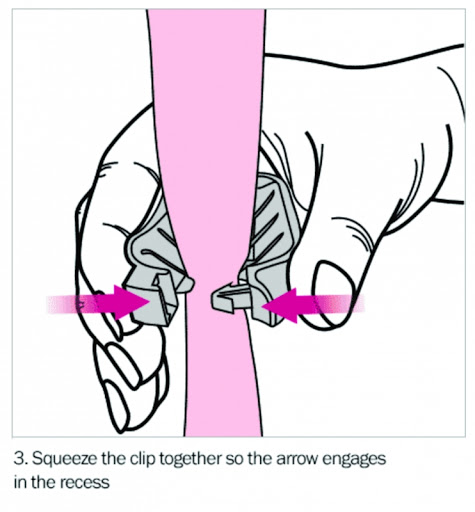 3. Squeeze the clip together so the arrow engages
in the recess